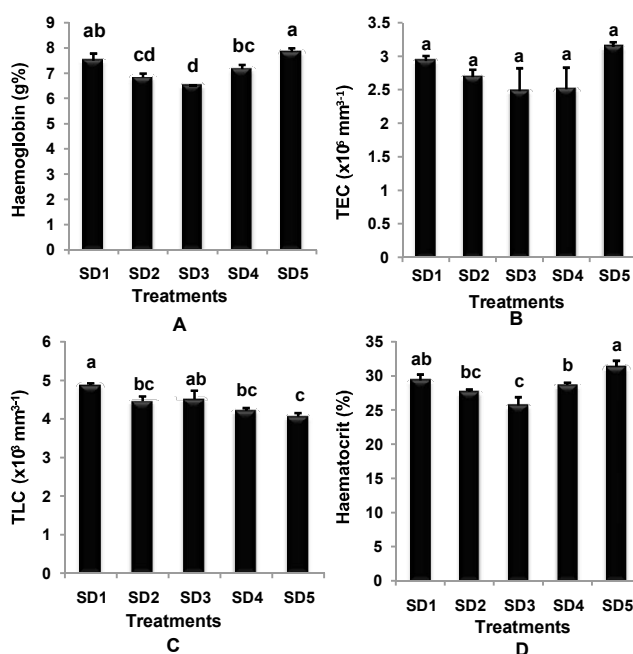 9
8
7
6
5
4
3
2
1
0
Haemoglobin (g%)
ab
cd
d
bc
a
SD1 SD2 SD3 SD4 SD5
Treatments
A
3.5
3
2.5
2
1.5
1
0.5
0
TEC (x10⁶ mm³⁻¹)
a
a
a
a
a
SD1 SD2 SD3 SD4 SD5
Treatments
B
6
5
4
3
2
1
0
TLC (x10³ mm³⁻¹)
a
bc
ab
bc
c
SD1 SD2 SD3 SD4 SD5
Treatments
C
35
30
25
20
15
10
5
0
Haematocrit (%)
ab
bc
c
b
a
SD1 SD2 SD3 SD4 SD5
Treatments
D